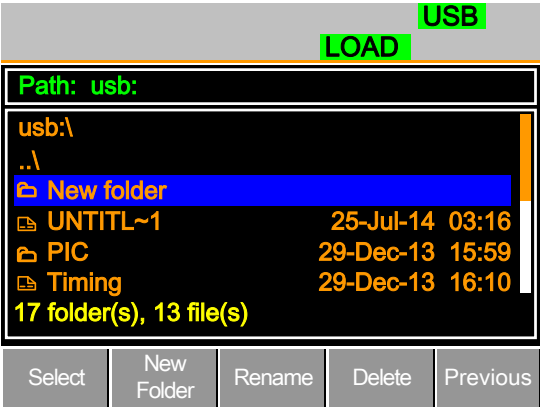 USB
LOAD
Path: usb:
usb:\
..\
New folder
UNTITL~1 25-Jul-14 03:16
PIC 29-Dec-13 15:59
Timing 29-Dec-13 16:10
17 folder(s), 13 file(s)
Select New Folder Rename Delete Previous